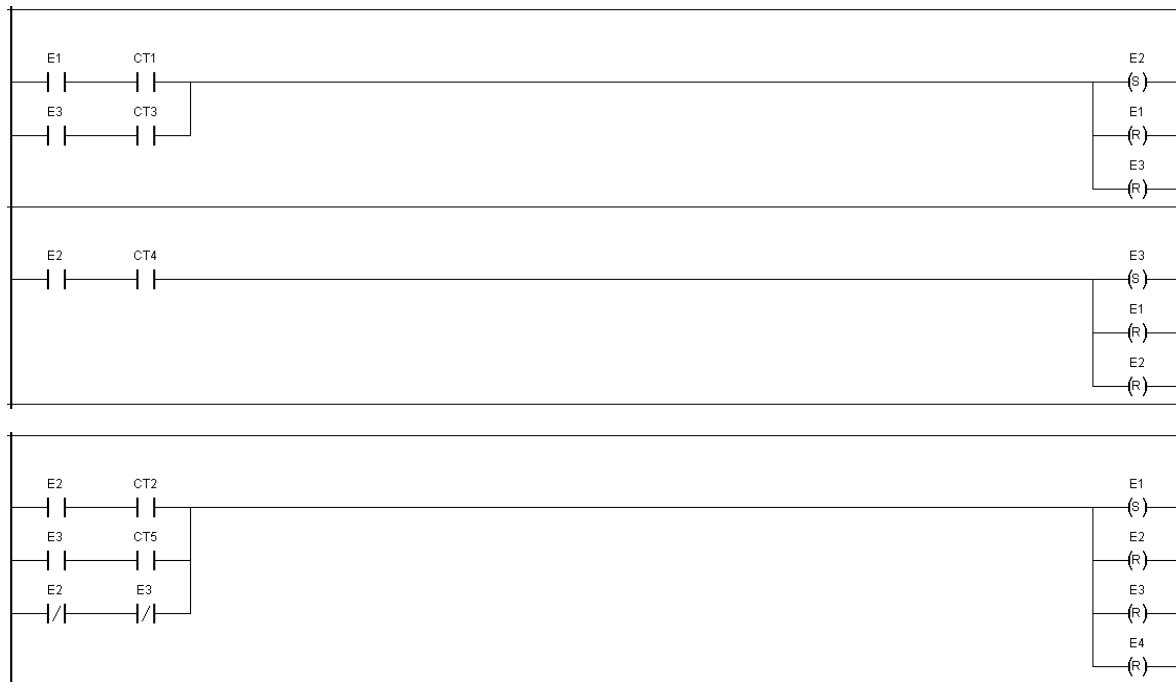 E1 CT1 E2
(S)
E3 CT3 E1
(R)
E3
(R)
E2 CT4 E3
(S)
E1
(R)
E2
(R)
E2 CT2 E1
(S)
E3 CT5 E2
(R)
E2 E3 E3
(R)
E4
(R)